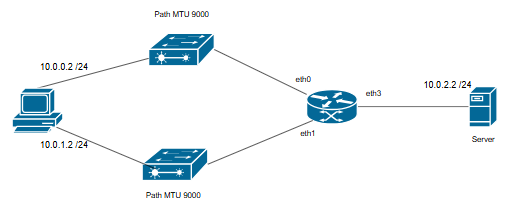 Path MTU 9000
10.0.0.2 /24
eth0
eth3
10.0.2.2 /24
eth1
Server
10.0.1.2 /24
Path MTU 9000